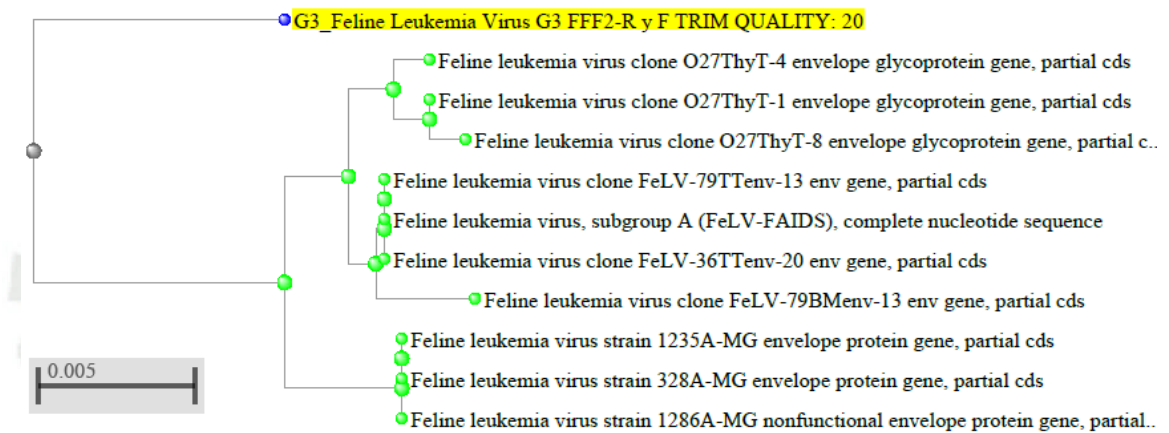 G3_Feline Leukemia Virus G3 FFF2-R y F TRIM QUALITY: 20
Feline leukemia virus clone O27ThyT-4 envelope glycoprotein gene, partial cds
Feline leukemia virus clone O27ThyT-1 envelope glycoprotein gene, partial cds
Feline leukemia virus clone O27ThyT-8 envelope glycoprotein gene, partial c...
Feline leukemia virus clone FeLV-79TTenv-13 env gene, partial cds
Feline leukemia virus, subgroup A (FeLV-FAIDS), complete nucleotide sequence
Feline leukemia virus clone FeLV-36TTenv-20 env gene, partial cds
Feline leukemia virus clone FeLV-79BMenv-13 env gene, partial cds
Feline leukemia virus strain 1235A-MG envelope protein gene, partial cds
0.005
Feline leukemia virus strain 328A-MG envelope protein gene, partial cds
Feline leukemia virus strain 1286A-MG nonfunctional envelope protein gene, partial...